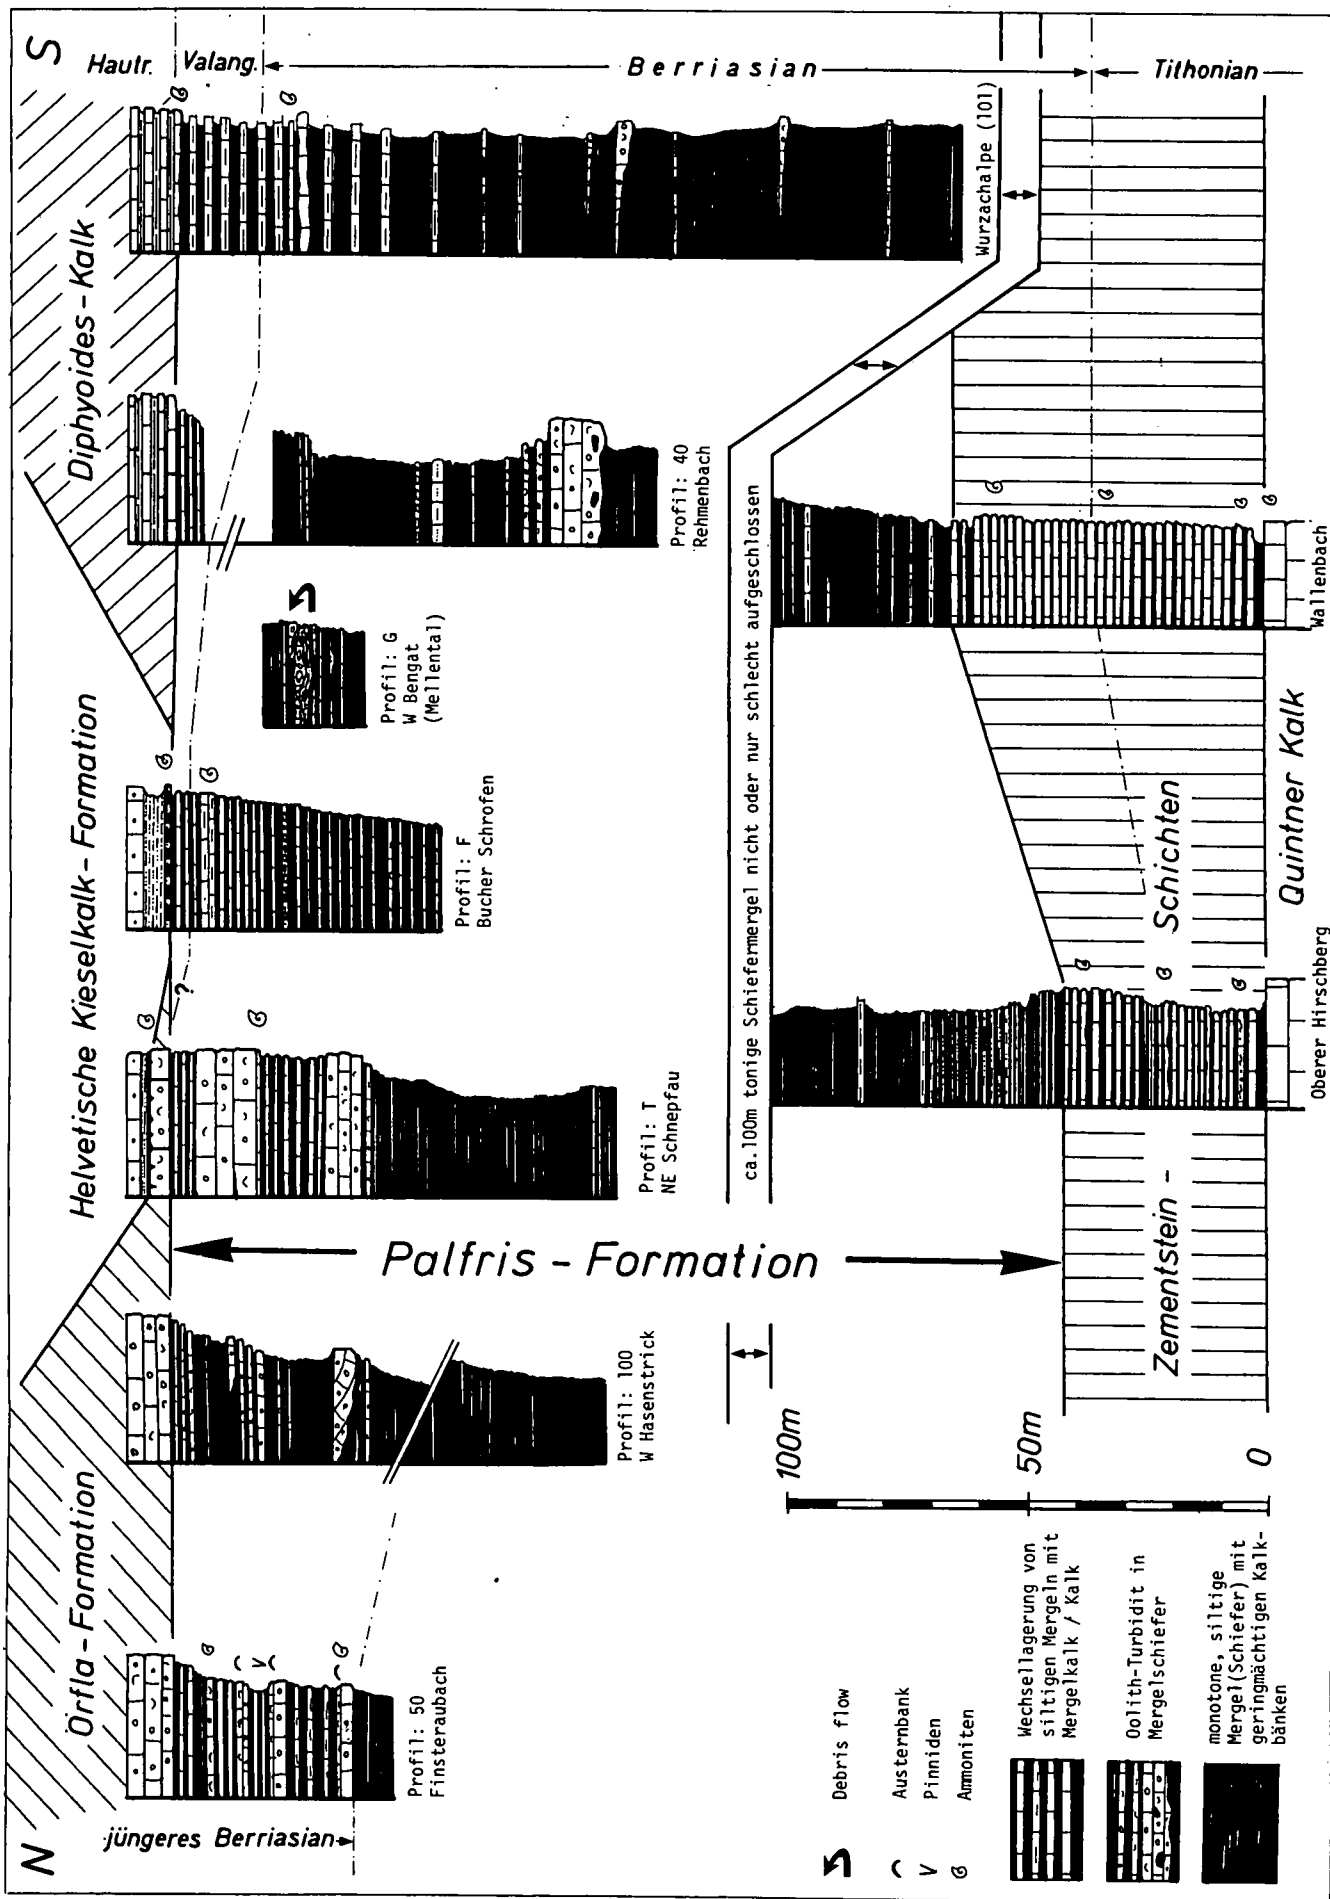 N
S
Örfla - Formation
Helvetische Kieselkalk - Formation
Diphyoides - Kalk
Hautr.
Valang.
Berriasian
Tithonian
jüngeres Berriasian
?
Profil: 50
Finsteraubach
Profil: 100
W Hasenstrick
Profil: T
NE Schnepfau
Profil: F
Bucher Schrofen
Profil: G
W Bengat
(Mellental)
Profil: 40
Rehmenbach
Wurzachalpe (101)
Palfris - Formation
ca.100m tonige Schiefermergel nicht oder nur schlecht aufgeschlossen
Zementstein -
Schichten
Quintner Kalk
Oberer Hirschberg
Wallenbach
100m
50m
0
Debris flow
Austernbank
Pinniden
Ammoniten
Wechsellagerung von
siltigen Mergeln mit
Mergelkalk / Kalk
Oolith-Turbidit in
Mergelschiefer
monotone, siltige
Mergel(Schiefer) mit
geringmächtigen Kalk-
bänken